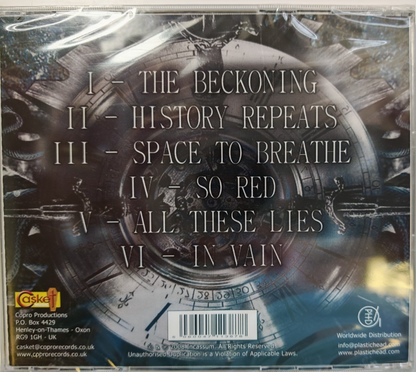 I - THE BECKONING
II - HISTORY REPEATS
III - SPACE TO BREATHE
IV - SO RED
V - ALL THESE LIES
VI - IN VAIN
Casket
Copro Productions
P.O. Box 4429
Henley-on-Thames - Oxon
RG9 1GH - UK
casket@coprorecords.co.uk
www.coprorecords.co.uk
All Rights Reserved
Unauthorised Duplication is a Violation of Applicable Laws.
Worldwide Distribution
info@plastichead.com
www.plastichead.com